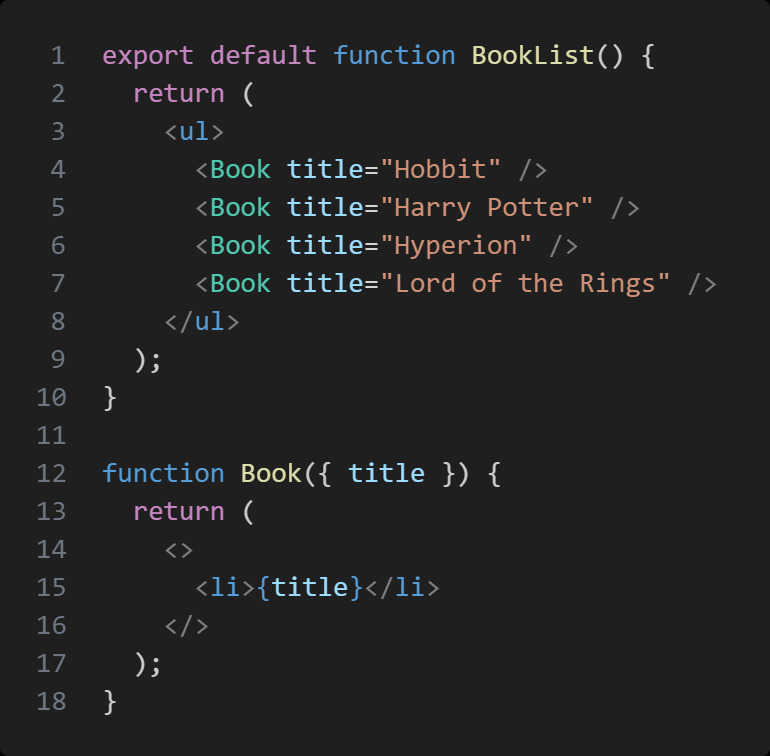 1 export default function BookList() {
2   return (
3     <ul>
4       <Book title="Hobbit" />
5       <Book title="Harry Potter" />
6       <Book title="Hyperion" />
7       <Book title="Lord of the Rings" />
8     </ul>
9   );
10 }
11
12 function Book({ title }) {
13   return (
14     <>
15       <li>{title}</li>
16     </>
17   );
18 }